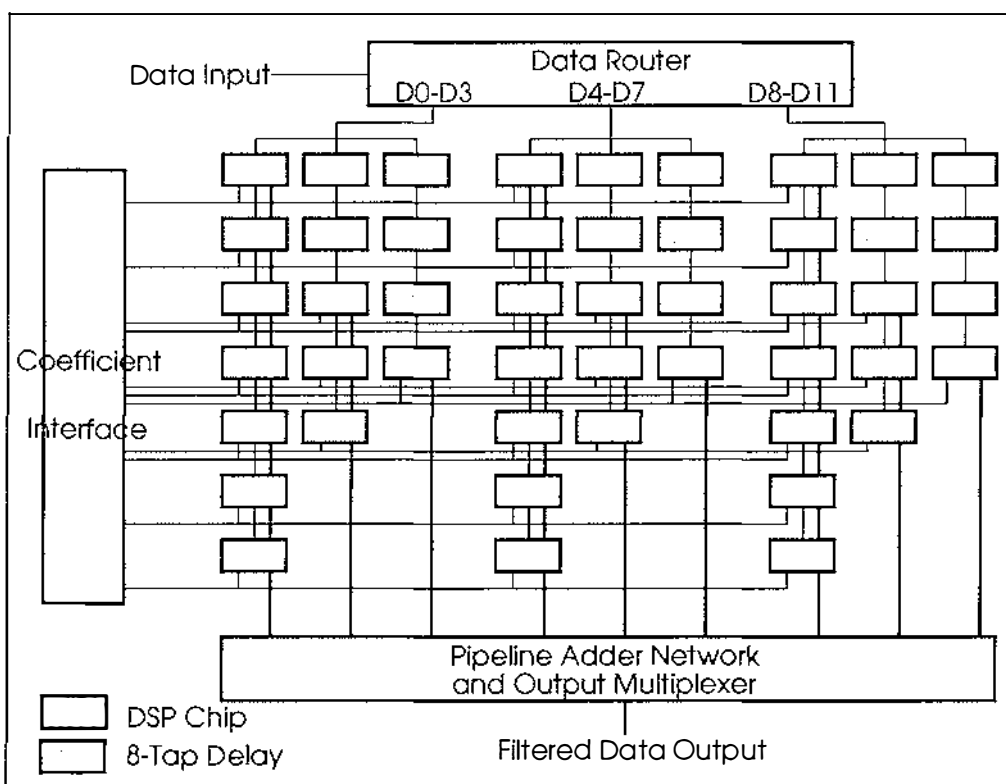 Data Router
Data Input
D0-D3 D4-D7 D8-D11
Coefficient
Interface
Pipeline Adder Network
and Output Multiplexer
DSP Chip
8-Tap Delay
Filtered Data Output